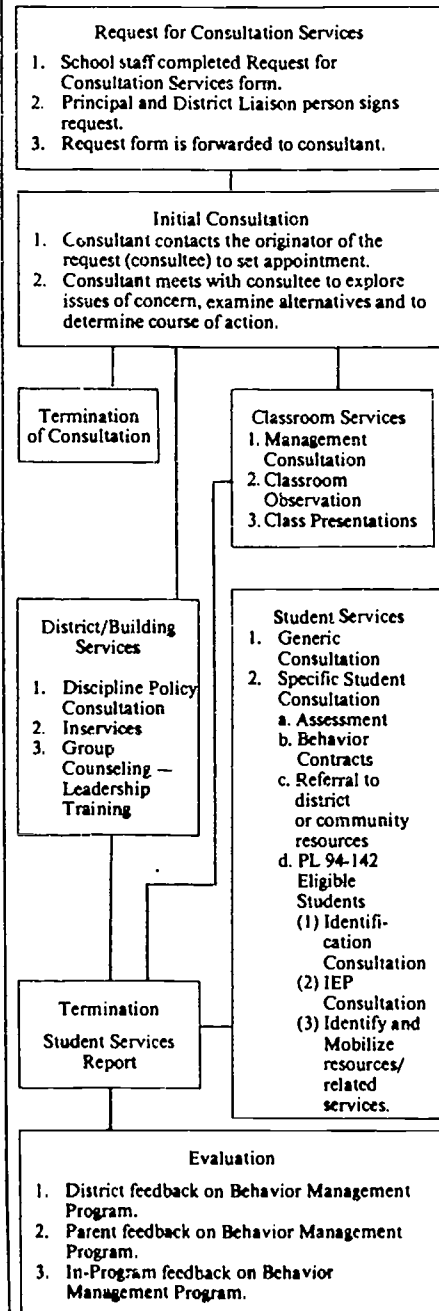 Request for Consultation Services
1. School staff completed Request for
Consultation Services form.
2. Principal and District Liaison person signs
request.
3. Request form is forwarded to consultant.
Initial Consultation
1. Consultant contacts the originator of the
request (consultee) to set appointment.
2. Consultant meets with consultee to explore
issues of concern, examine alternatives and to
determine course of action.
Termination
of Consultation
Classroom Services
1. Management
Consultation
2. Classroom
Observation
3. Class Presentations
District/Building
Services
1. Discipline Policy
Consultation
2. Inservices
3. Group
Counseling —
Leadership
Training
Student Services
1. Generic
Consultation
2. Specific Student
Consultation
a. Assessment
b. Behavior
Contracts
c. Referral to
district
or community
resources
d. PL 94-142
Eligible
Students
(1) Identifi-
cation
Consultation
(2) IEP
Consultation
(3) Identify and
Mobilize
resources/
related
services.
Termination
Student Services
Report
Evaluation
1. District feedback on Behavior Management
Program.
2. Parent feedback on Behavior Management
Program.
3. In-Program feedback on Behavior
Management Program.